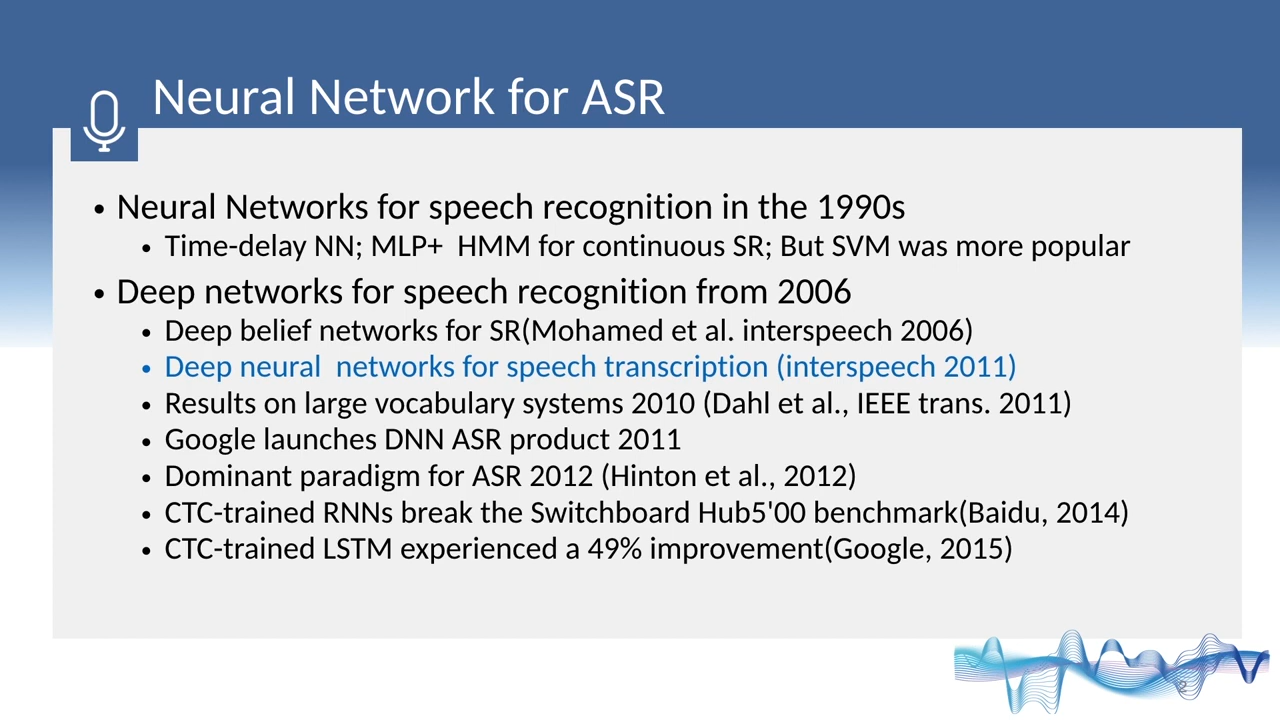 Neural Network for ASR
• Neural Networks for speech recognition in the 1990s
• Time-delay NN; MLP+  HMM for continuous SR; But SVM was more popular
• Deep networks for speech recognition from 2006
• Deep belief networks for SR(Mohamed et al. interspeech 2006)
• Deep neural  networks for speech transcription (interspeech 2011)
• Results on large vocabulary systems 2010 (Dahl et al., IEEE trans. 2011)
• Google launches DNN ASR product 2011
• Dominant paradigm for ASR 2012 (Hinton et al., 2012)
• CTC-trained RNNs break the Switchboard Hub5'00 benchmark(Baidu, 2014)
• CTC-trained LSTM experienced a 49% improvement(Google, 2015)
2